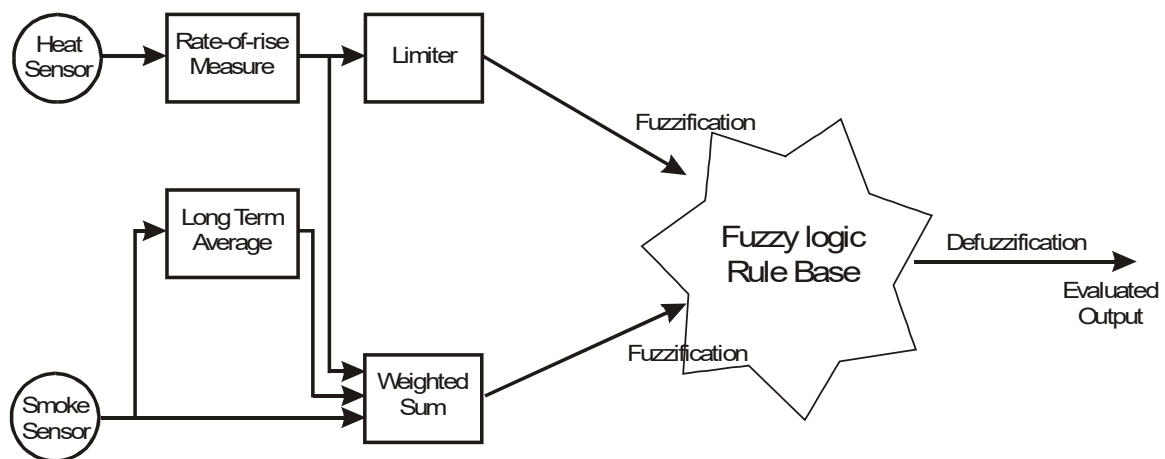 Heat
Sensor
Rate-of-rise
Measure
Limiter
Fuzzification
Long Term
Average
Fuzzy logic
Rule Base
Defuzzification
Evaluated
Output
Fuzzification
Smoke
Sensor
Weighted
Sum